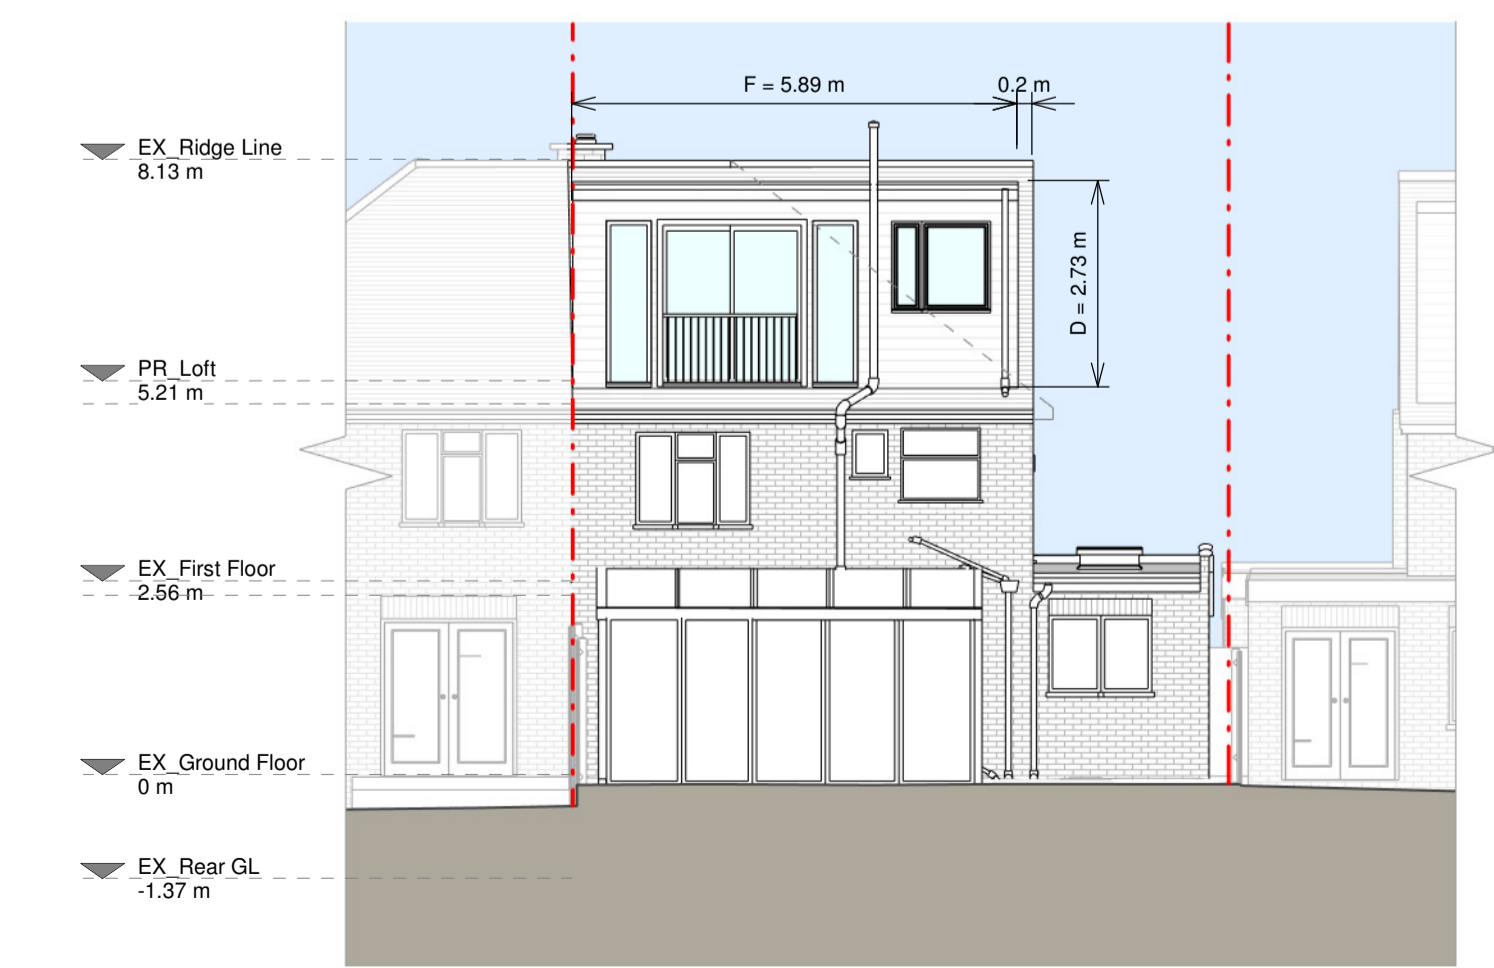 F = 5.89 m
0.2 m
EX_Ridge Line
8.13 m
D = 2.73 m
PR_Loft
5.21 m
EX_First Floor
2.56 m
EX_Ground Floor
0 m
EX_Rear GL
-1.37 m